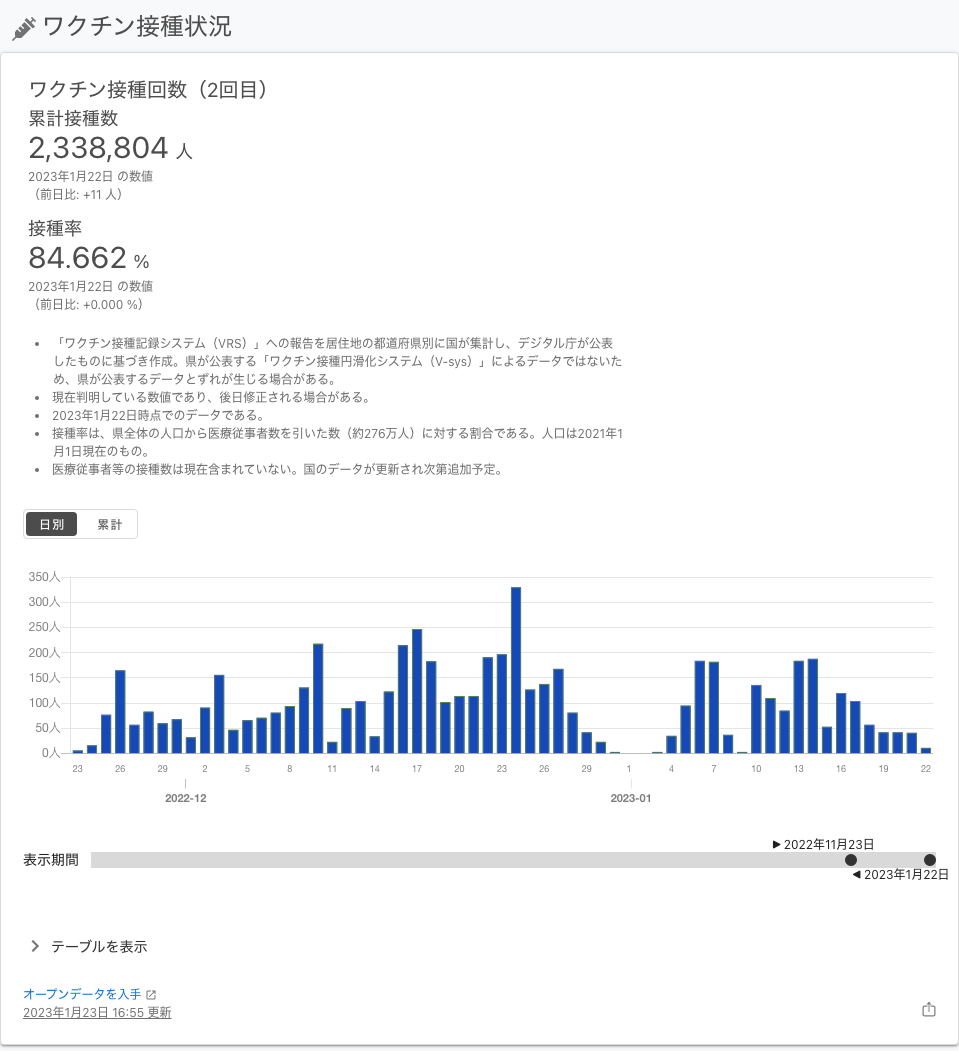 ワクチン接種状況
ワクチン接種回数（2回目）
累計接種数
2,338,804 人
2023年1月22日 の数値
（前日比: +11 人）
接種率
84.662 %
2023年1月22日 の数値
（前日比: +0.000 %）
• 「ワクチン接種記録システム（VRS）」への報告を居住地の都道府県別に国が集計し、デジタル庁が公表
したものに基づき作成。県が公表する「ワクチン接種円滑化システム（V-sys）」によるデータではないた
め、県が公表するデータとずれが生じる場合がある。
• 現在判明している数値であり、後日修正される場合がある。
• 2023年1月22日時点でのデータである。
• 接種率は、県全体の人口から医療従事者数を引いた数（約276万人）に対する割合である。人口は2021年1
月1日現在のもの。
• 医療従事者等の接種数は現在含まれていない。国のデータが更新され次第追加予定。
日別 累計
350人
300人
250人
200人
150人
100人
50人
0人
23 26 29 2 5 8 11 14 17 20 23 26 29 1 4 7 10 13 16 19 22
2022-12 2023-01
▶ 2022年11月23日
表示期間
◀ 2023年1月22日
テーブルを表示
オープンデータを入手
2023年1月23日 16:55 更新